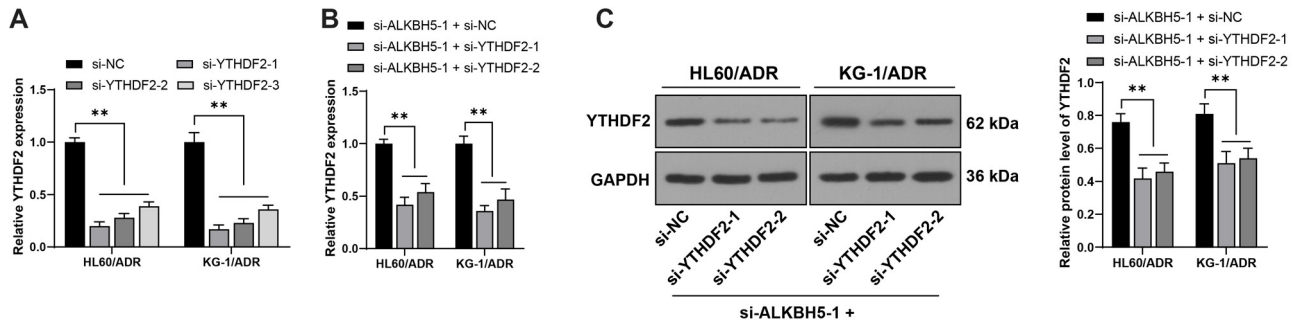 A
si-NC
si-YTHDF2-1
si-YTHDF2-2
si-YTHDF2-3
Relative YTHDF2 expression
1.5
1.0
0.5
0.0
**
**
HL60/ADR
KG-1/ADR
B
si-ALKBH5-1 + si-NC
si-ALKBH5-1 + si-YTHDF2-1
si-ALKBH5-1 + si-YTHDF2-2
Relative YTHDF2 expression
1.5
1.0
0.5
0.0
**
**
HL60/ADR
KG-1/ADR
C
HL60/ADR
KG-1/ADR
YTHDF2
62 kDa
GAPDH
36 kDa
si-NC
si-YTHDF2-1
si-YTHDF2-2
si-NC
si-YTHDF2-1
si-YTHDF2-2
si-ALKBH5-1 +
si-ALKBH5-1 + si-NC
si-ALKBH5-1 + si-YTHDF2-1
si-ALKBH5-1 + si-YTHDF2-2
Relative protein level of YTHDF2
1.0
0.8
0.6
0.4
0.2
0.0
**
**
HL60/ADR
KG-1/ADR